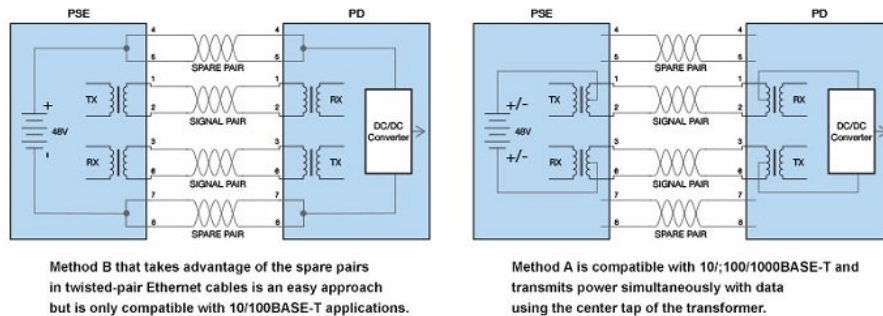 PSE
PD
4
4
5
5
SPARE PAIR
1
1
TX
RX
2
2
SIGNAL PAIR
+
48V
-
DC/DC
Converter
3
3
RX
TX
6
6
SIGNAL PAIR
7
7
8
8
SPARE PAIR
Method B that takes advantage of the spare pairs
in twisted-pair Ethernet cables is an easy approach
but is only compatible with 10/100BASE-T applications.
PSE
PD
4
4
5
5
SPARE PAIR
1
1
+/-
TX
RX
2
2
SIGNAL PAIR
48V
DC/DC
Converter
3
3
+/-
RX
TX
6
6
SIGNAL PAIR
7
7
8
8
SPARE PAIR
Method A is compatible with 10/;100/1000BASE-T and
transmits power simultaneously with data
using the center tap of the transformer.